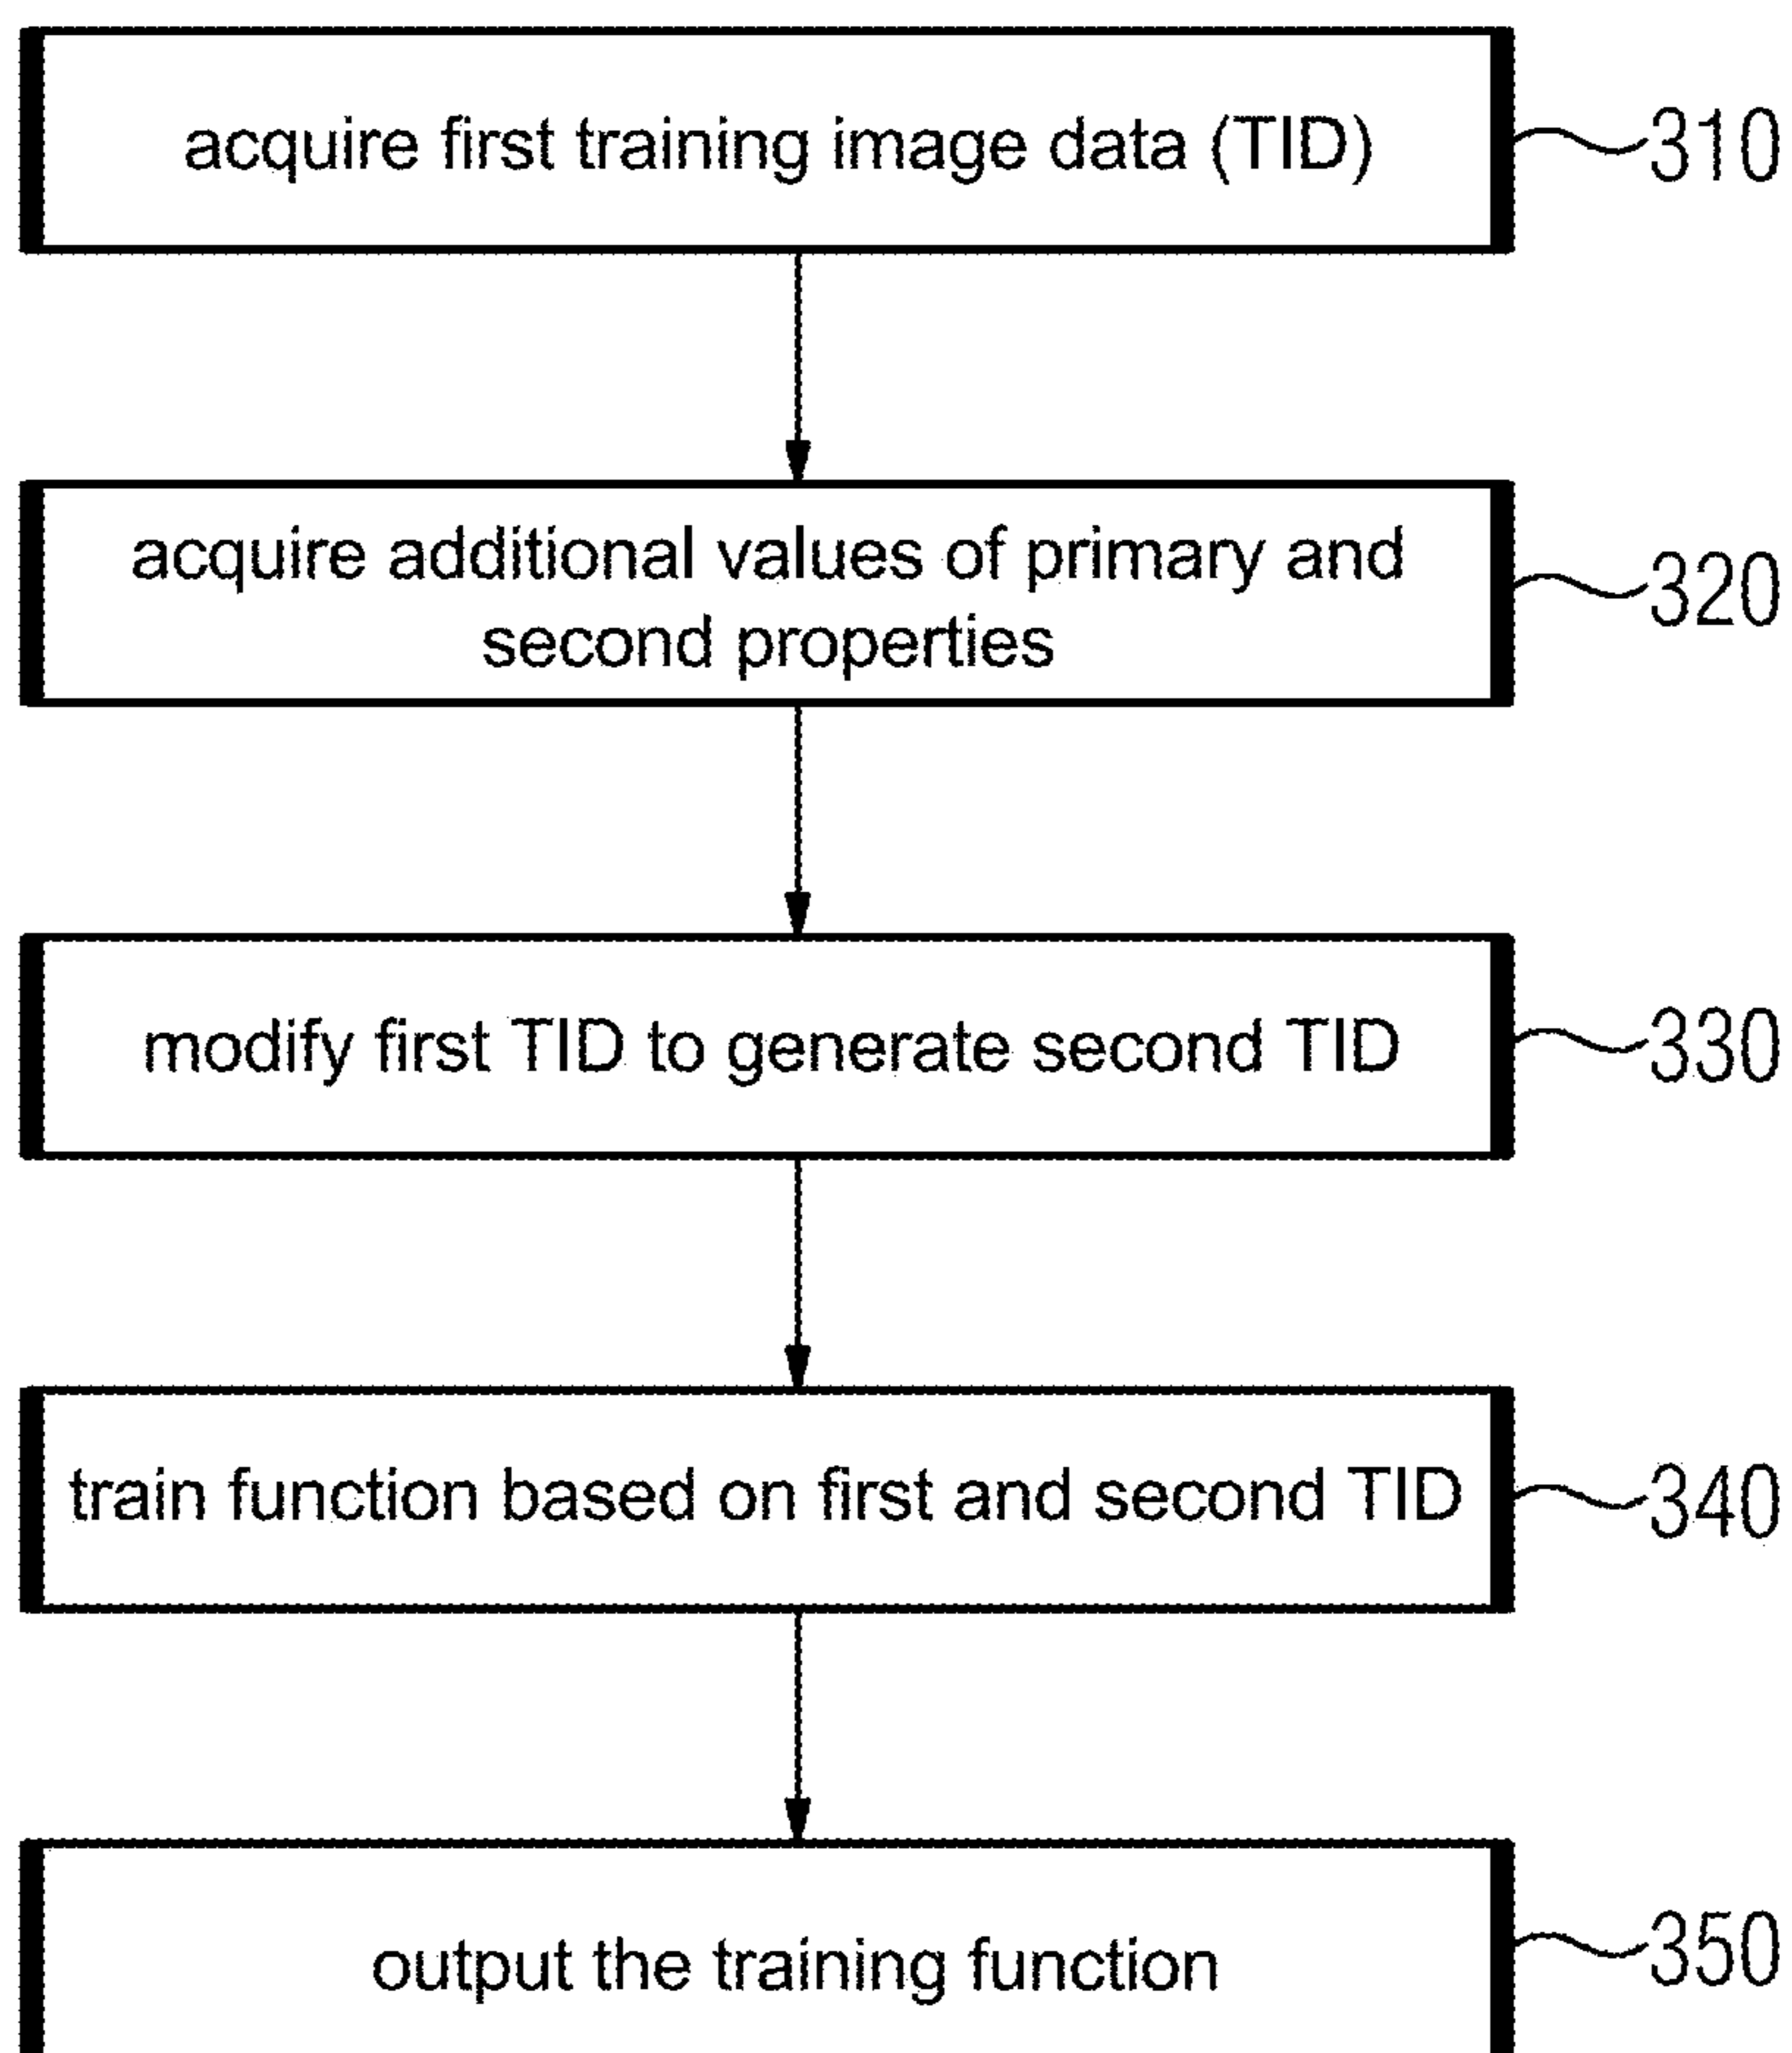 acquire first training image data (TID)
310
acquire additional values of primary and
second properties
320
modify first TID to generate second TID
330
train function based on first and second TID
340
output the training function
350